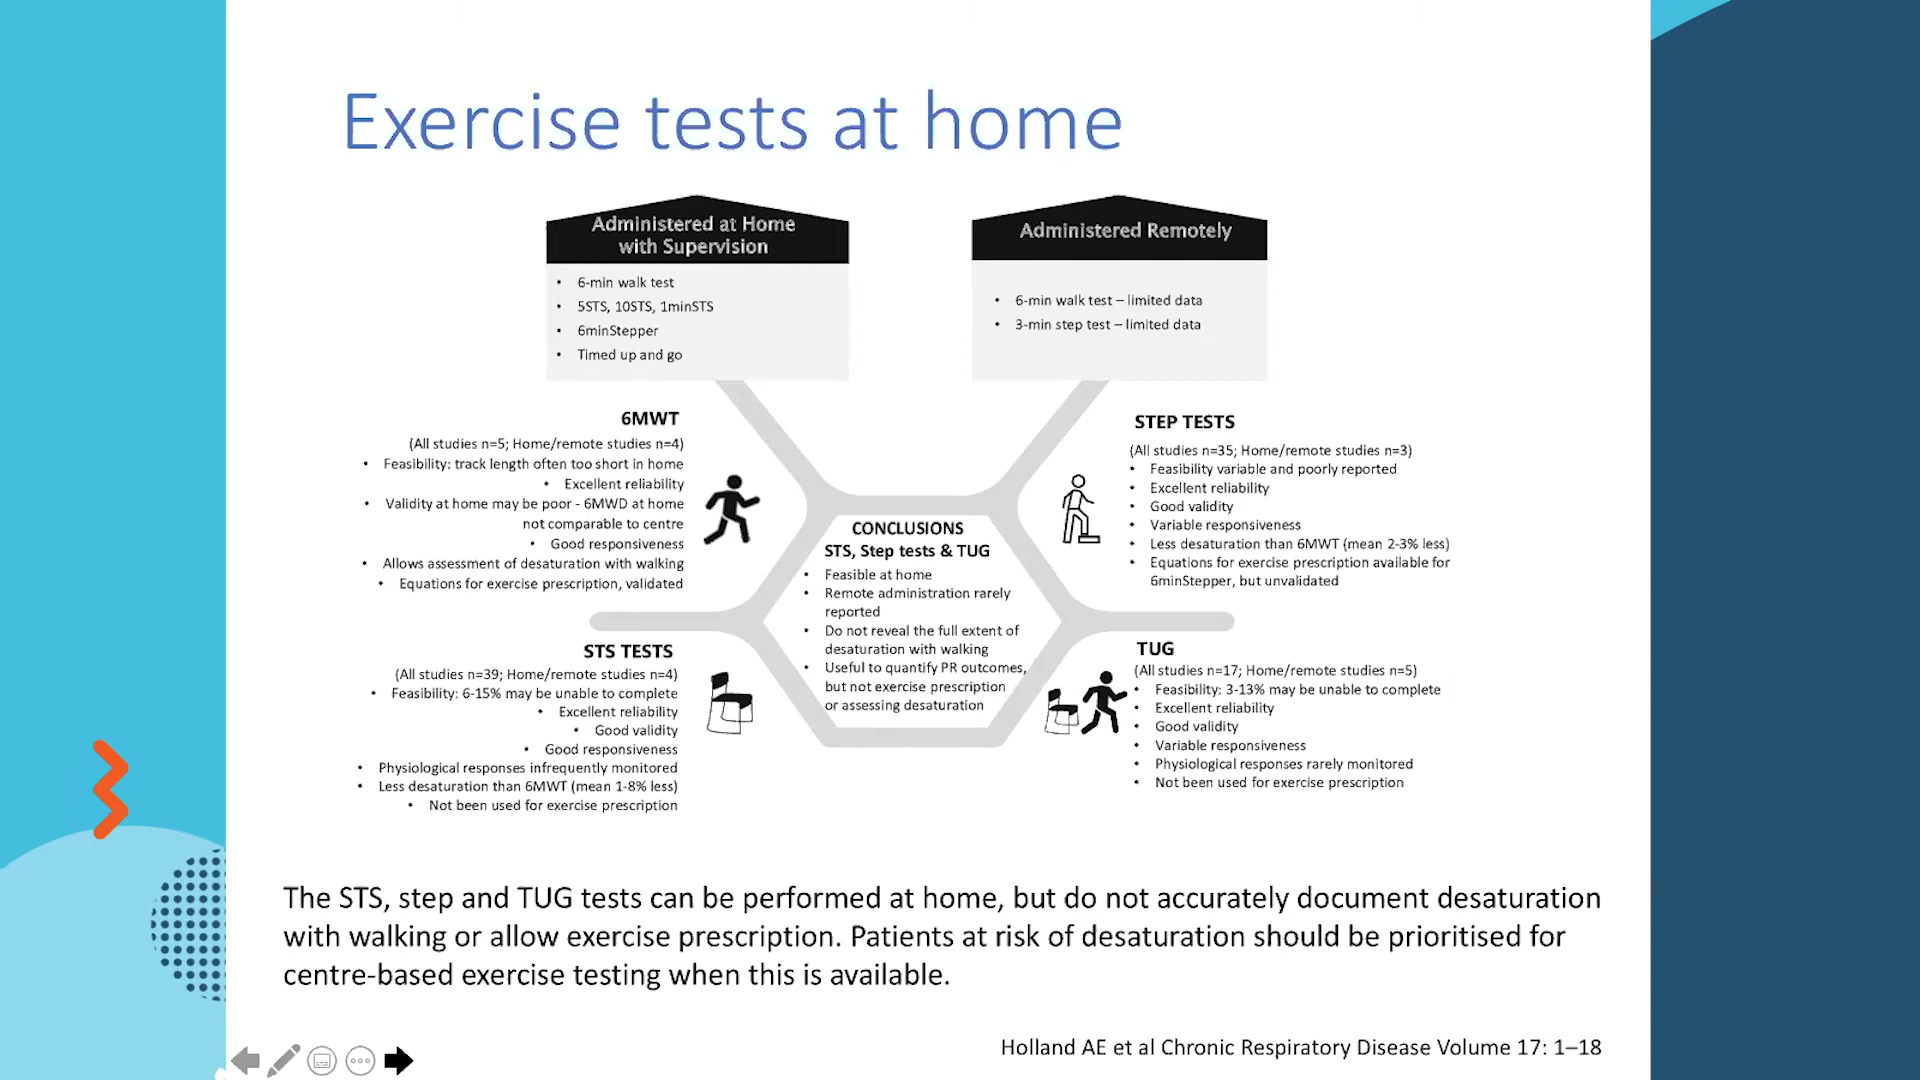 Exercise tests at home
Administered at Home
with Supervision
• 6-min walk test
• 5STS, 10STS, 1minSTS
• 6minStepper
• Timed up and go
Administered Remotely
• 6-min walk test – limited data
• 3-min step test – limited data
6MWT
(All studies n=5; Home/remote studies n=4)
• Feasibility: track length often too short in home
• Excellent reliability
• Validity at home may be poor - 6MWD at home
not comparable to centre
• Good responsiveness
• Allows assessment of desaturation with walking
• Equations for exercise prescription, validated
STEP TESTS
(All studies n=35; Home/remote studies n=3)
• Feasibility variable and poorly reported
• Excellent reliability
• Good validity
• Variable responsiveness
• Less desaturation than 6MWT (mean 2-3% less)
• Equations for exercise prescription available for
6minStepper, but unvalidated
CONCLUSIONS
STS, Step tests & TUG
• Feasible at home
• Remote administration rarely
reported
• Do not reveal the full extent of
desaturation with walking
• Useful to quantify PR outcomes,
but not exercise prescription
or assessing desaturation
STS TESTS
(All studies n=39; Home/remote studies n=4)
• Feasibility: 6-15% may be unable to complete
• Excellent reliability
• Good validity
• Good responsiveness
• Physiological responses infrequently monitored
• Less desaturation than 6MWT (mean 1-8% less)
• Not been used for exercise prescription
TUG
(All studies n=17; Home/remote studies n=5)
• Feasibility: 3-13% may be unable to complete
• Excellent reliability
• Good validity
• Variable responsiveness
• Physiological responses rarely monitored
• Not been used for exercise prescription
The STS, step and TUG tests can be performed at home, but do not accurately document desaturation
with walking or allow exercise prescription. Patients at risk of desaturation should be prioritised for
centre-based exercise testing when this is available.
Holland AE et al Chronic Respiratory Disease Volume 17: 1–18